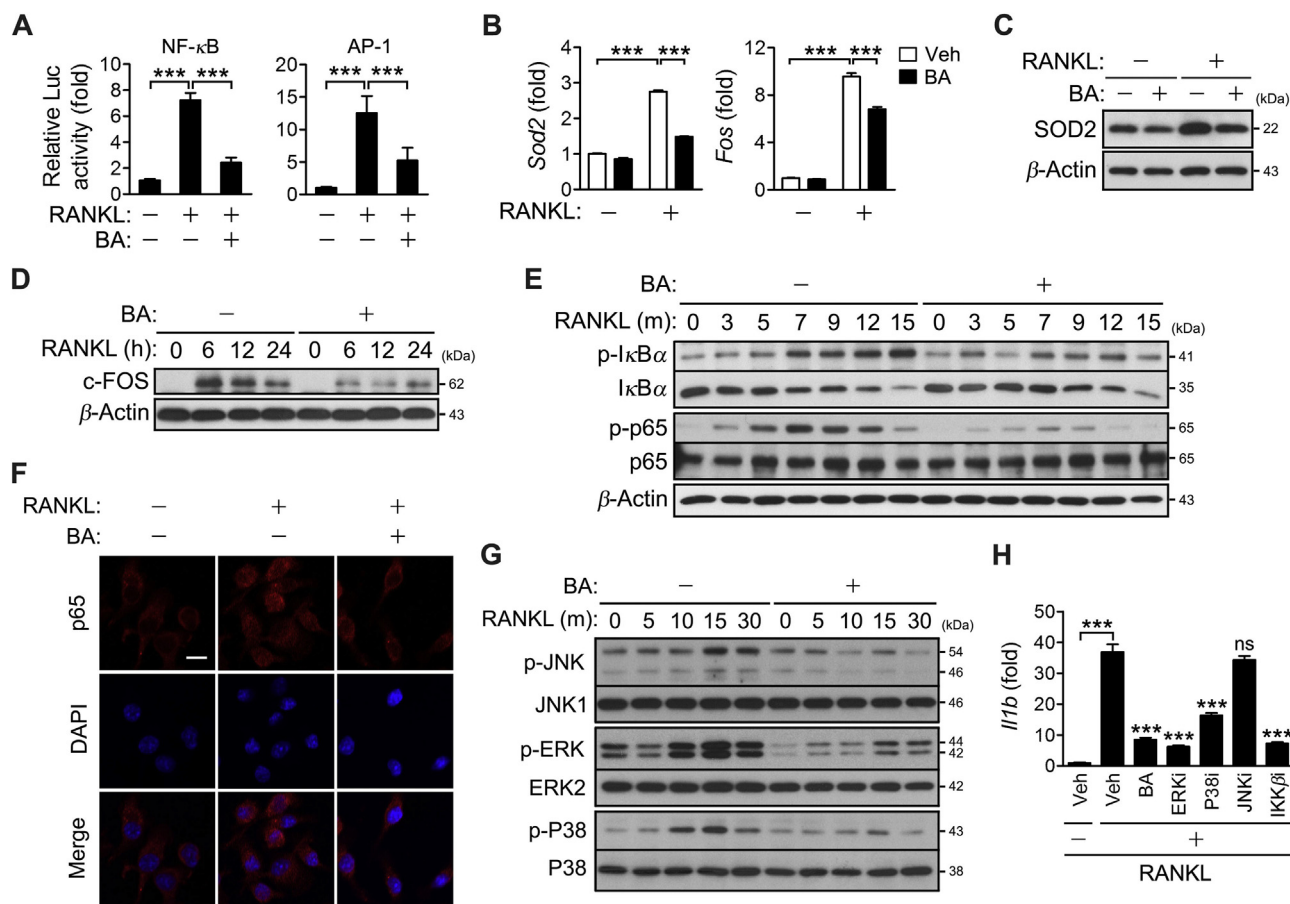 A
NF-κB
AP-1
Relative Luc
activity (fold)
8
6
4
2
0
20
15
10
5
0
*** ***
*** ***
RANKL: – + + – + +
BA: – – + – – +
B
Sod2 (fold)
4
3
2
1
0
*** ***
Fos (fold)
12
8
4
0
*** ***
Veh
BA
RANKL: – + – +
C
RANKL: – +
BA: – + – + (kDa)
SOD2 22
β-Actin 43
D
BA: – +
RANKL (h): 0 6 12 24 0 6 12 24 (kDa)
c-FOS 62
β-Actin 43
E
BA: – +
RANKL (m): 0 3 5 7 9 12 15 0 3 5 7 9 12 15 (kDa)
p-IκBα 41
IκBα 35
p-p65 65
p65 65
β-Actin 43
F
RANKL: – + +
BA: – – +
p65
DAPI
Merge
G
BA: – +
RANKL (m): 0 5 10 15 30 0 5 10 15 30 (kDa)
p-JNK 54
46
JNK1 46
p-ERK 44
42
ERK2 42
p-P38 43
P38 38
H
Il1b (fold)
50
40
30
20
10
0
*** *** *** *** ns ***
Veh Veh BA ERKi P38i JNKi IKKβi
– +
RANKL